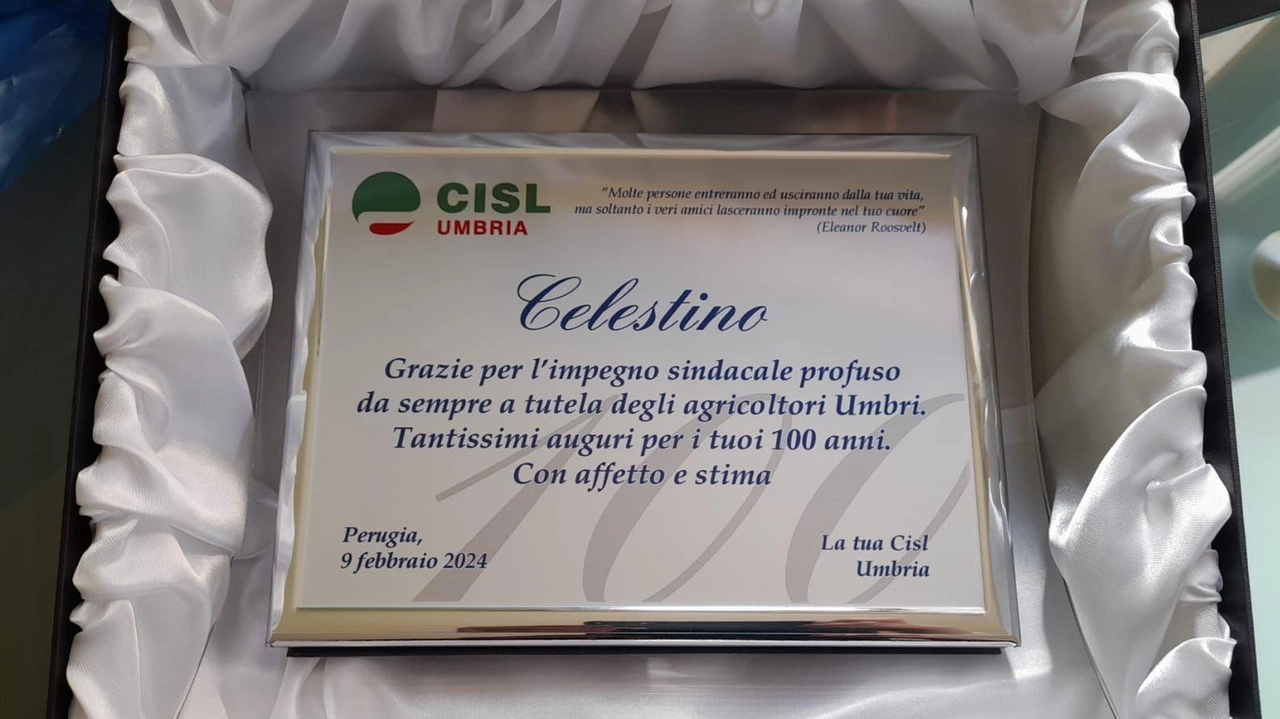 CISL
UMBRIA
“Molte persone entreranno ed usciranno dalla tua vita,
ma soltanto i veri amici lasceranno impronte nel tuo cuore”
(Eleanor Roosvelt)
Celestino
Grazie per l’impegno sindacale profuso
da sempre a tutela degli agricoltori Umbri.
Tantissimi auguri per i tuoi 100 anni.
Con affetto e stima
100
Perugia,
9 febbraio 2024
La tua Cisl
Umbria